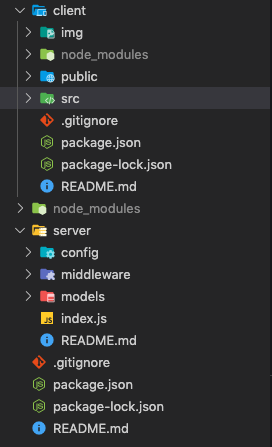 client
img
node_modules
public
src
.gitignore
package.json
package-lock.json
README.md
node_modules
server
config
middleware
models
JS index.js
README.md
.gitignore
package.json
package-lock.json
README.md